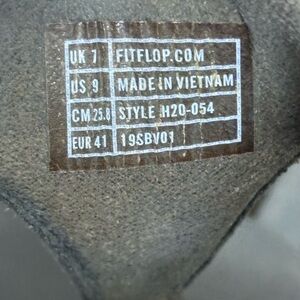 UK 7 FITFLOP.COM
US 9 MADE IN VIETNAM
CM 25.8 STYLE H20-054
EUR 41 19SBV01